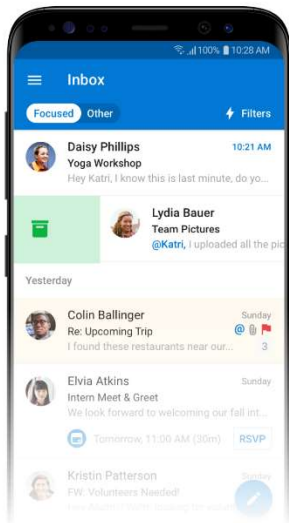 100% 10:28 AM
Inbox
Focused Other Filters
Daisy Phillips 10:21 AM
Yoga Workshop
Hey Katri, I know this is last minute, do yo...
Lydia Bauer
Team Pictures
@Katri, I uploaded all the pic
Yesterday
Colin Ballinger Sunday
Re: Upcoming Trip @
I found these restaurants near our... 3
Elvia Atkins Sunday
Intern Meet & Greet
We look forward to welcoming our fall int...
Tomorrow, 11:00 AM (30m) RSVP
Kristin Patterson Sunday
FW: Volunteers Needed!